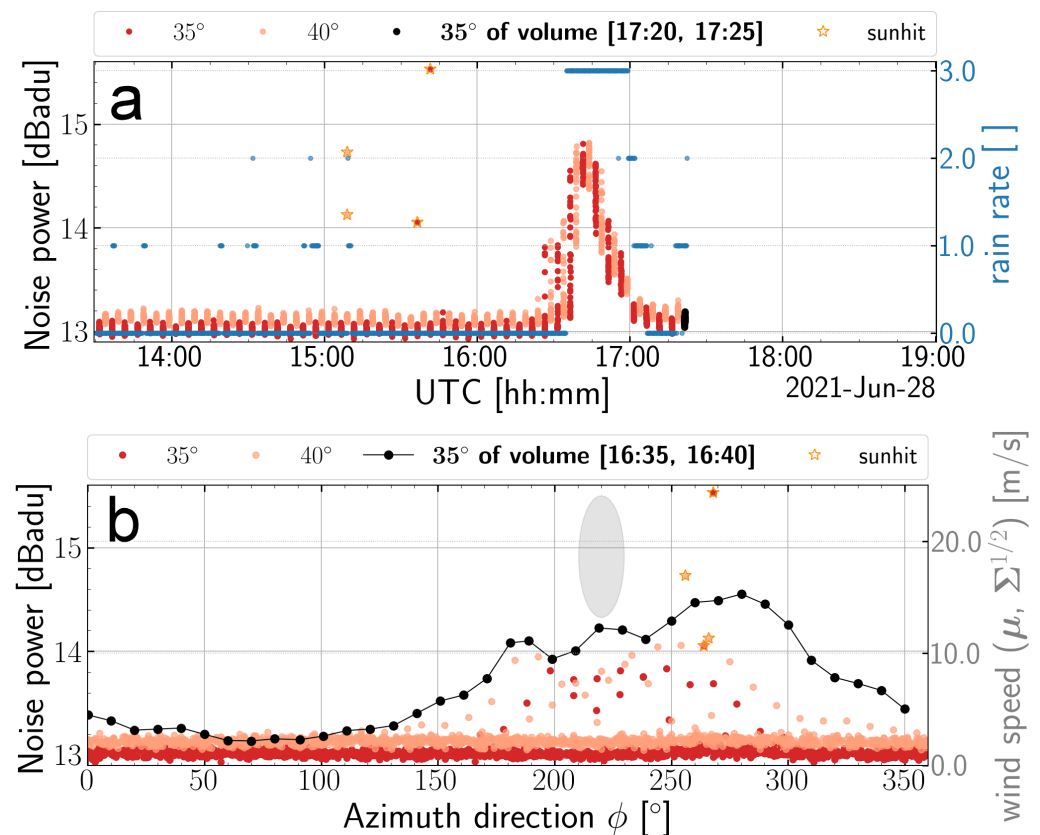 35° 40° 35° of volume [17:20, 17:25] sunhit
a
Noise power [dBadu]
15
14
13
3.0
2.0
1.0
0.0
rain rate [ ]
14:00 15:00 16:00 17:00 18:00 19:00
UTC [hh:mm]
2021-Jun-28
35° 40° 35° of volume [16:35, 16:40] sunhit
b
Noise power [dBadu]
15
14
13
20.0
10.0
0.0
wind speed (μ, Σ^{1/2}) [m/s]
0 50 100 150 200 250 300 350
Azimuth direction ϕ [°]